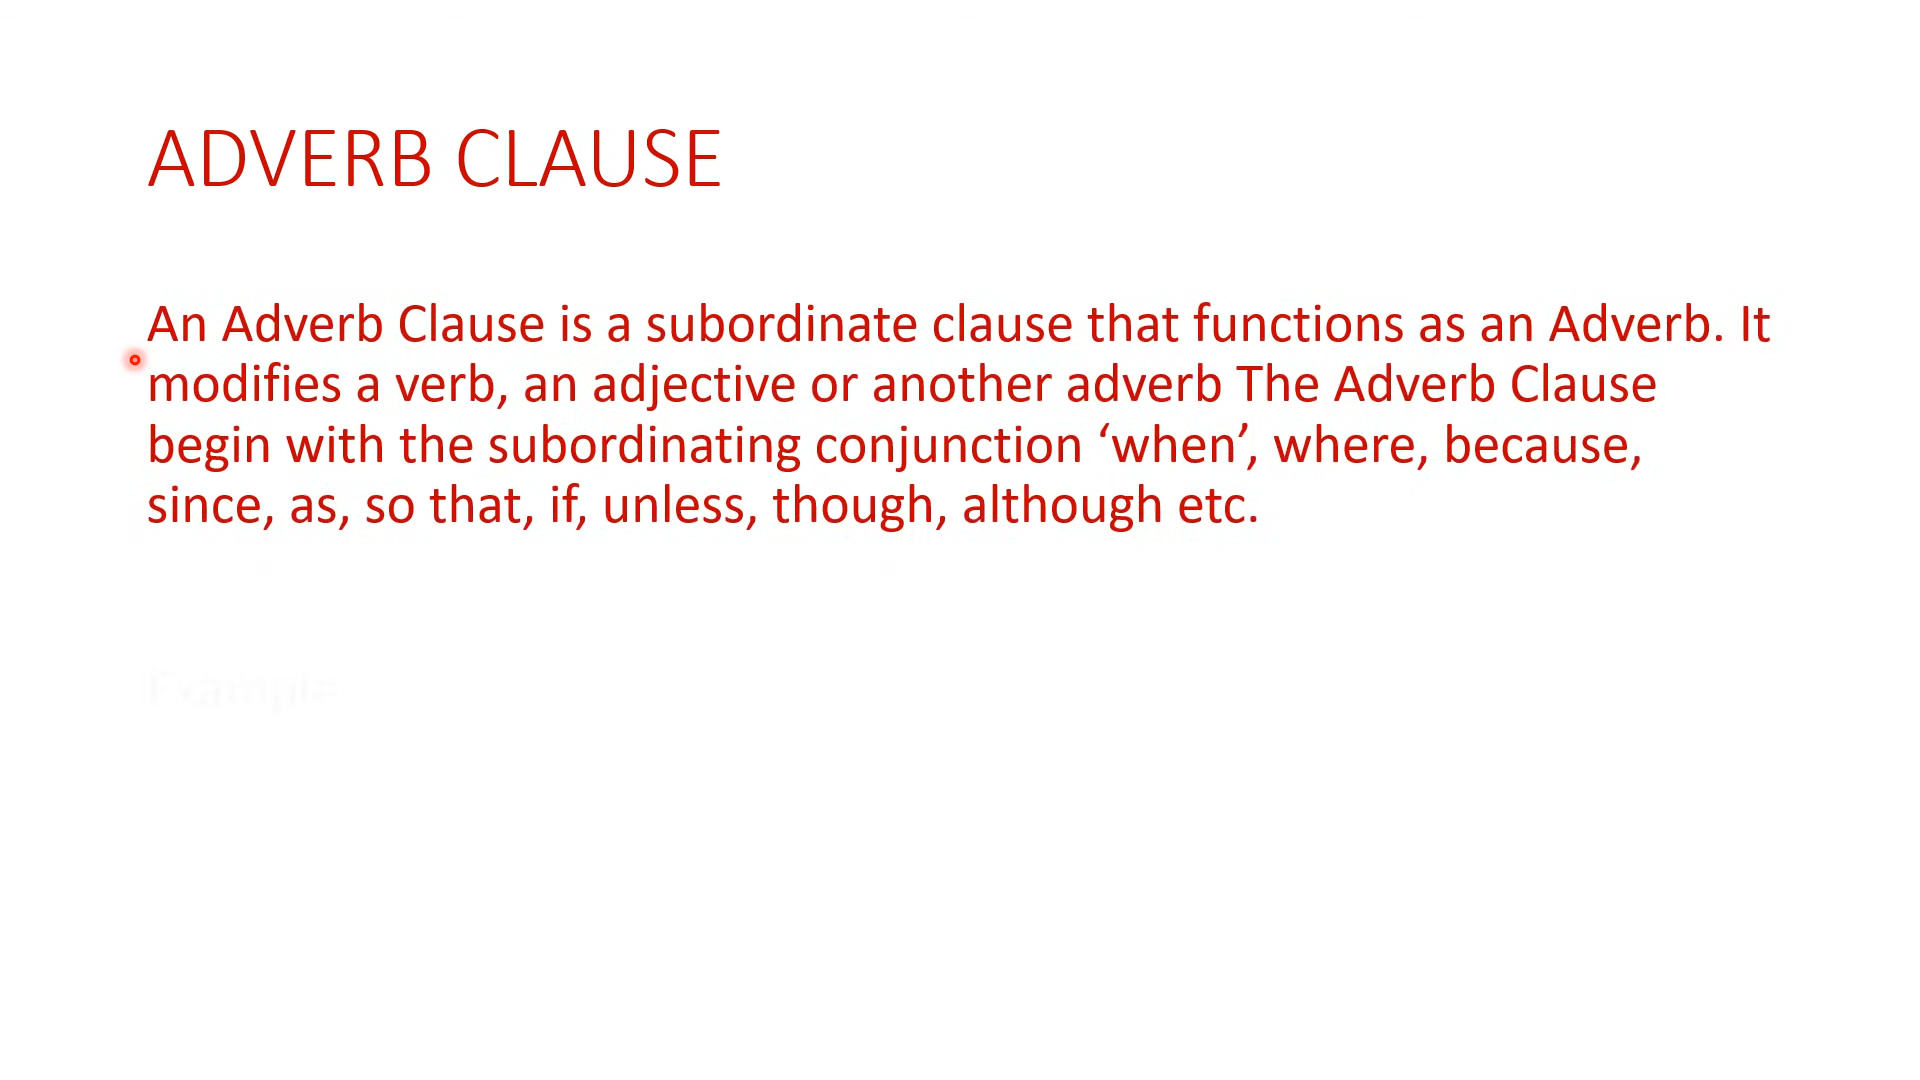 ADVERB CLAUSE
An Adverb Clause is a subordinate clause that functions as an Adverb. It
modifies a verb, an adjective or another adverb The Adverb Clause
begin with the subordinating conjunction ‘when’, where, because,
since, as, so that, if, unless, though, although etc.
Example